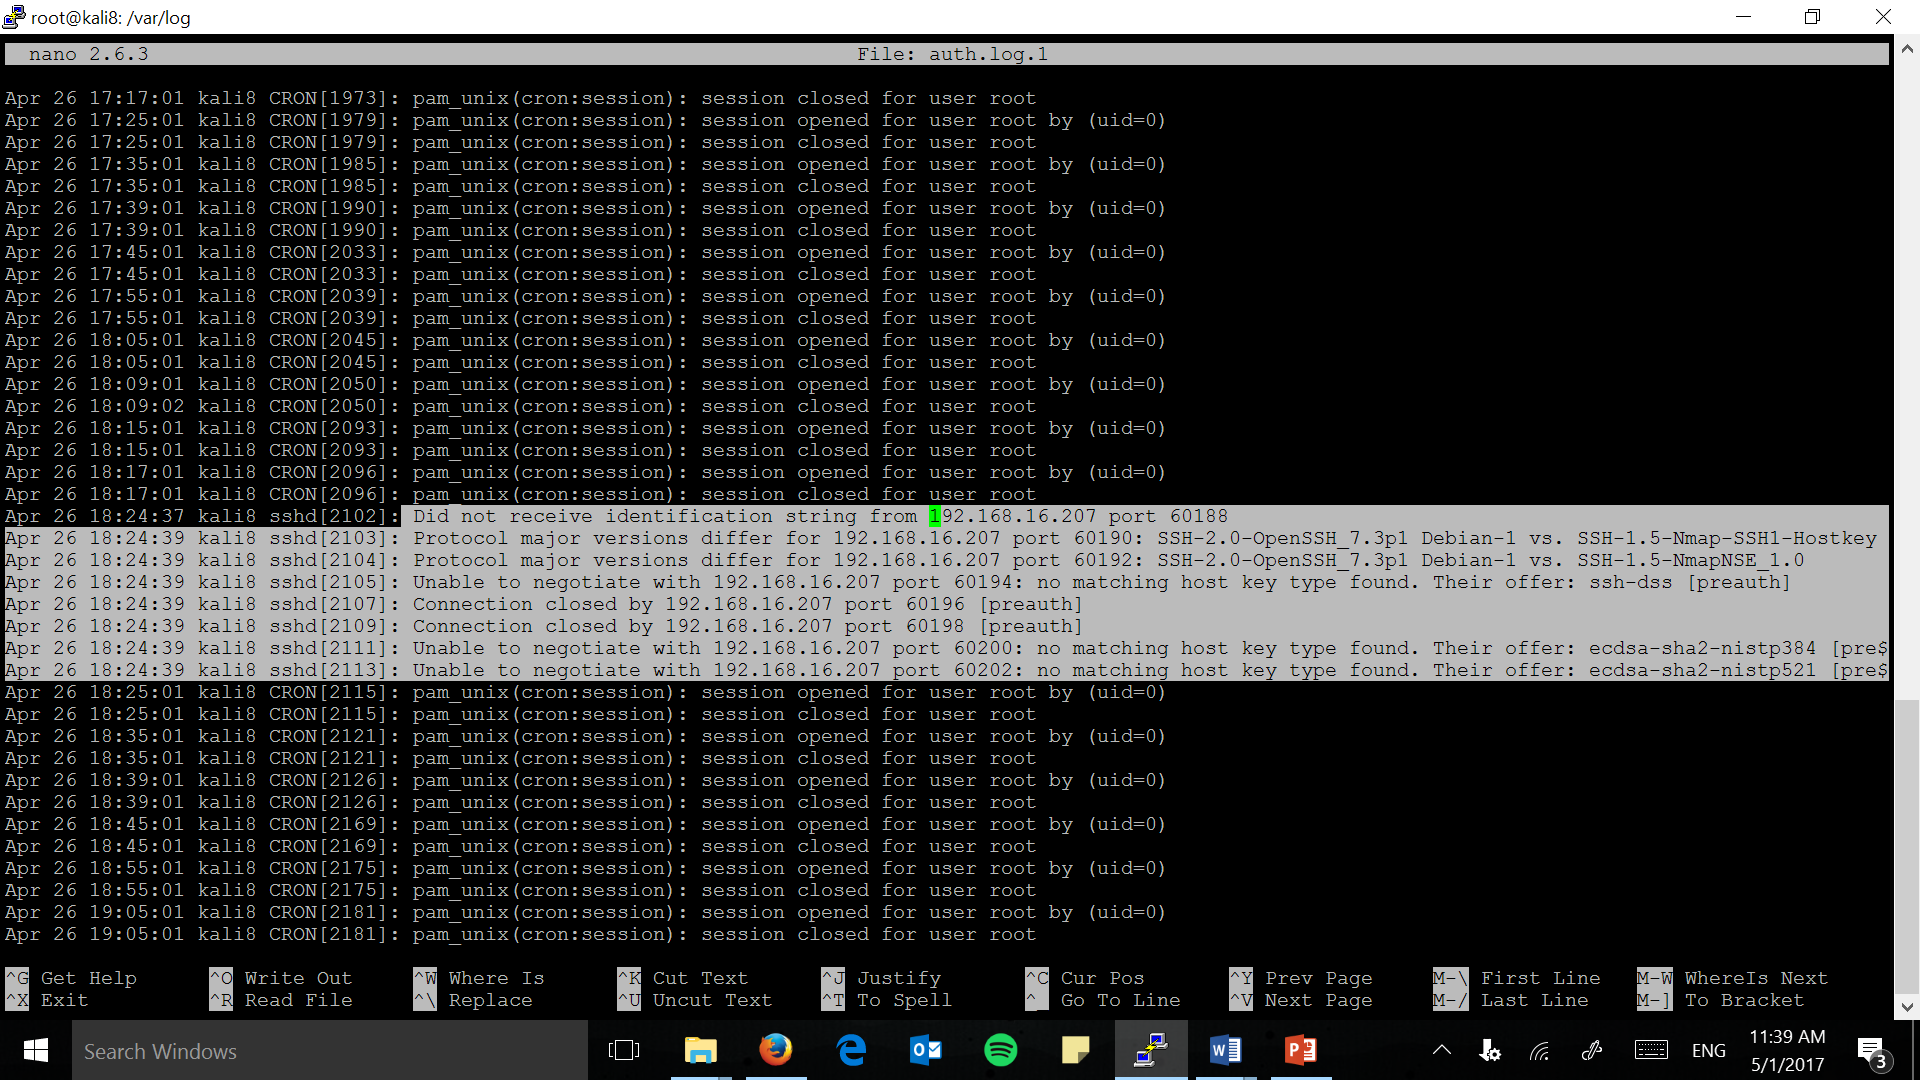 root@kali8: /var/log
nano 2.6.3 File: auth.log.1
Apr 26 17:17:01 kali8 CRON[1973]: pam_unix(cron:session): session closed for user root
Apr 26 17:25:01 kali8 CRON[1979]: pam_unix(cron:session): session opened for user root by (uid=0)
Apr 26 17:25:01 kali8 CRON[1979]: pam_unix(cron:session): session closed for user root
Apr 26 17:35:01 kali8 CRON[1985]: pam_unix(cron:session): session opened for user root by (uid=0)
Apr 26 17:35:01 kali8 CRON[1985]: pam_unix(cron:session): session closed for user root
Apr 26 17:39:01 kali8 CRON[1990]: pam_unix(cron:session): session opened for user root by (uid=0)
Apr 26 17:39:01 kali8 CRON[1990]: pam_unix(cron:session): session closed for user root
Apr 26 17:45:01 kali8 CRON[2033]: pam_unix(cron:session): session opened for user root by (uid=0)
Apr 26 17:45:01 kali8 CRON[2033]: pam_unix(cron:session): session closed for user root
Apr 26 17:55:01 kali8 CRON[2039]: pam_unix(cron:session): session opened for user root by (uid=0)
Apr 26 17:55:01 kali8 CRON[2039]: pam_unix(cron:session): session closed for user root
Apr 26 18:05:01 kali8 CRON[2045]: pam_unix(cron:session): session opened for user root by (uid=0)
Apr 26 18:05:01 kali8 CRON[2045]: pam_unix(cron:session): session closed for user root
Apr 26 18:09:01 kali8 CRON[2050]: pam_unix(cron:session): session opened for user root by (uid=0)
Apr 26 18:09:02 kali8 CRON[2050]: pam_unix(cron:session): session closed for user root
Apr 26 18:15:01 kali8 CRON[2093]: pam_unix(cron:session): session opened for user root by (uid=0)
Apr 26 18:15:01 kali8 CRON[2093]: pam_unix(cron:session): session closed for user root
Apr 26 18:17:01 kali8 CRON[2096]: pam_unix(cron:session): session opened for user root by (uid=0)
Apr 26 18:17:01 kali8 CRON[2096]: pam_unix(cron:session): session closed for user root
Apr 26 18:24:37 kali8 sshd[2102]: Did not receive identification string from 192.168.16.207 port 60188
Apr 26 18:24:39 kali8 sshd[2103]: Protocol major versions differ for 192.168.16.207 port 60190: SSH-2.0-OpenSSH_7.3p1 Debian-1 vs. SSH-1.5-Nmap-SSH1-Hostkey
Apr 26 18:24:39 kali8 sshd[2104]: Protocol major versions differ for 192.168.16.207 port 60192: SSH-2.0-OpenSSH_7.3p1 Debian-1 vs. SSH-1.5-NmapNSE_1.0
Apr 26 18:24:39 kali8 sshd[2105]: Unable to negotiate with 192.168.16.207 port 60194: no matching host key type found. Their offer: ssh-dss [preauth]
Apr 26 18:24:39 kali8 sshd[2107]: Connection closed by 192.168.16.207 port 60196 [preauth]
Apr 26 18:24:39 kali8 sshd[2109]: Connection closed by 192.168.16.207 port 60198 [preauth]
Apr 26 18:24:39 kali8 sshd[2111]: Unable to negotiate with 192.168.16.207 port 60200: no matching host key type found. Their offer: ecdsa-sha2-nistp384 [pre$
Apr 26 18:24:39 kali8 sshd[2113]: Unable to negotiate with 192.168.16.207 port 60202: no matching host key type found. Their offer: ecdsa-sha2-nistp521 [pre$
Apr 26 18:25:01 kali8 CRON[2115]: pam_unix(cron:session): session opened for user root by (uid=0)
Apr 26 18:25:01 kali8 CRON[2115]: pam_unix(cron:session): session closed for user root
Apr 26 18:35:01 kali8 CRON[2121]: pam_unix(cron:session): session opened for user root by (uid=0)
Apr 26 18:35:01 kali8 CRON[2121]: pam_unix(cron:session): session closed for user root
Apr 26 18:39:01 kali8 CRON[2126]: pam_unix(cron:session): session opened for user root by (uid=0)
Apr 26 18:39:01 kali8 CRON[2126]: pam_unix(cron:session): session closed for user root
Apr 26 18:45:01 kali8 CRON[2169]: pam_unix(cron:session): session opened for user root by (uid=0)
Apr 26 18:45:01 kali8 CRON[2169]: pam_unix(cron:session): session closed for user root
Apr 26 18:55:01 kali8 CRON[2175]: pam_unix(cron:session): session opened for user root by (uid=0)
Apr 26 18:55:01 kali8 CRON[2175]: pam_unix(cron:session): session closed for user root
Apr 26 19:05:01 kali8 CRON[2181]: pam_unix(cron:session): session opened for user root by (uid=0)
Apr 26 19:05:01 kali8 CRON[2181]: pam_unix(cron:session): session closed for user root
^G Get Help ^O Write Out ^W Where Is ^K Cut Text ^J Justify ^C Cur Pos ^Y Prev Page M-\ First Line M-W WhereIs Next
^X Exit ^R Read File ^\ Replace ^U Uncut Text ^T To Spell ^_ Go To Line ^V Next Page M-/ Last Line M-] To Bracket
Search Windows
ENG
11:39 AM
5/1/2017
3